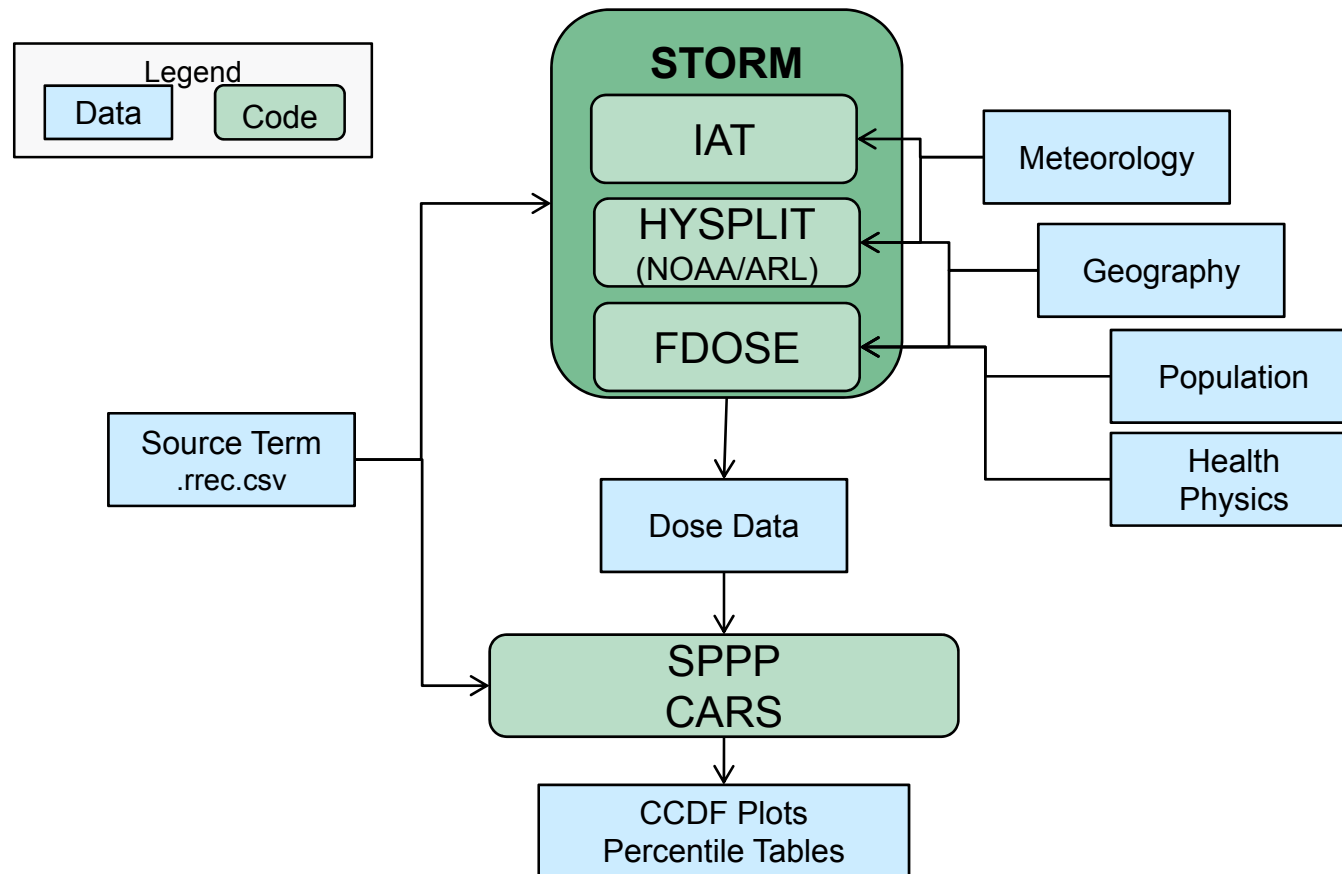 Legend
Data
Code
STORM
IAT
HYSPLIT
(NOAA/ARL)
FDOSE
Meteorology
Geography
Population
Health
Physics
Source Term
.rrec.csv
Dose Data
SPPP
CARS
CCDF Plots
Percentile Tables